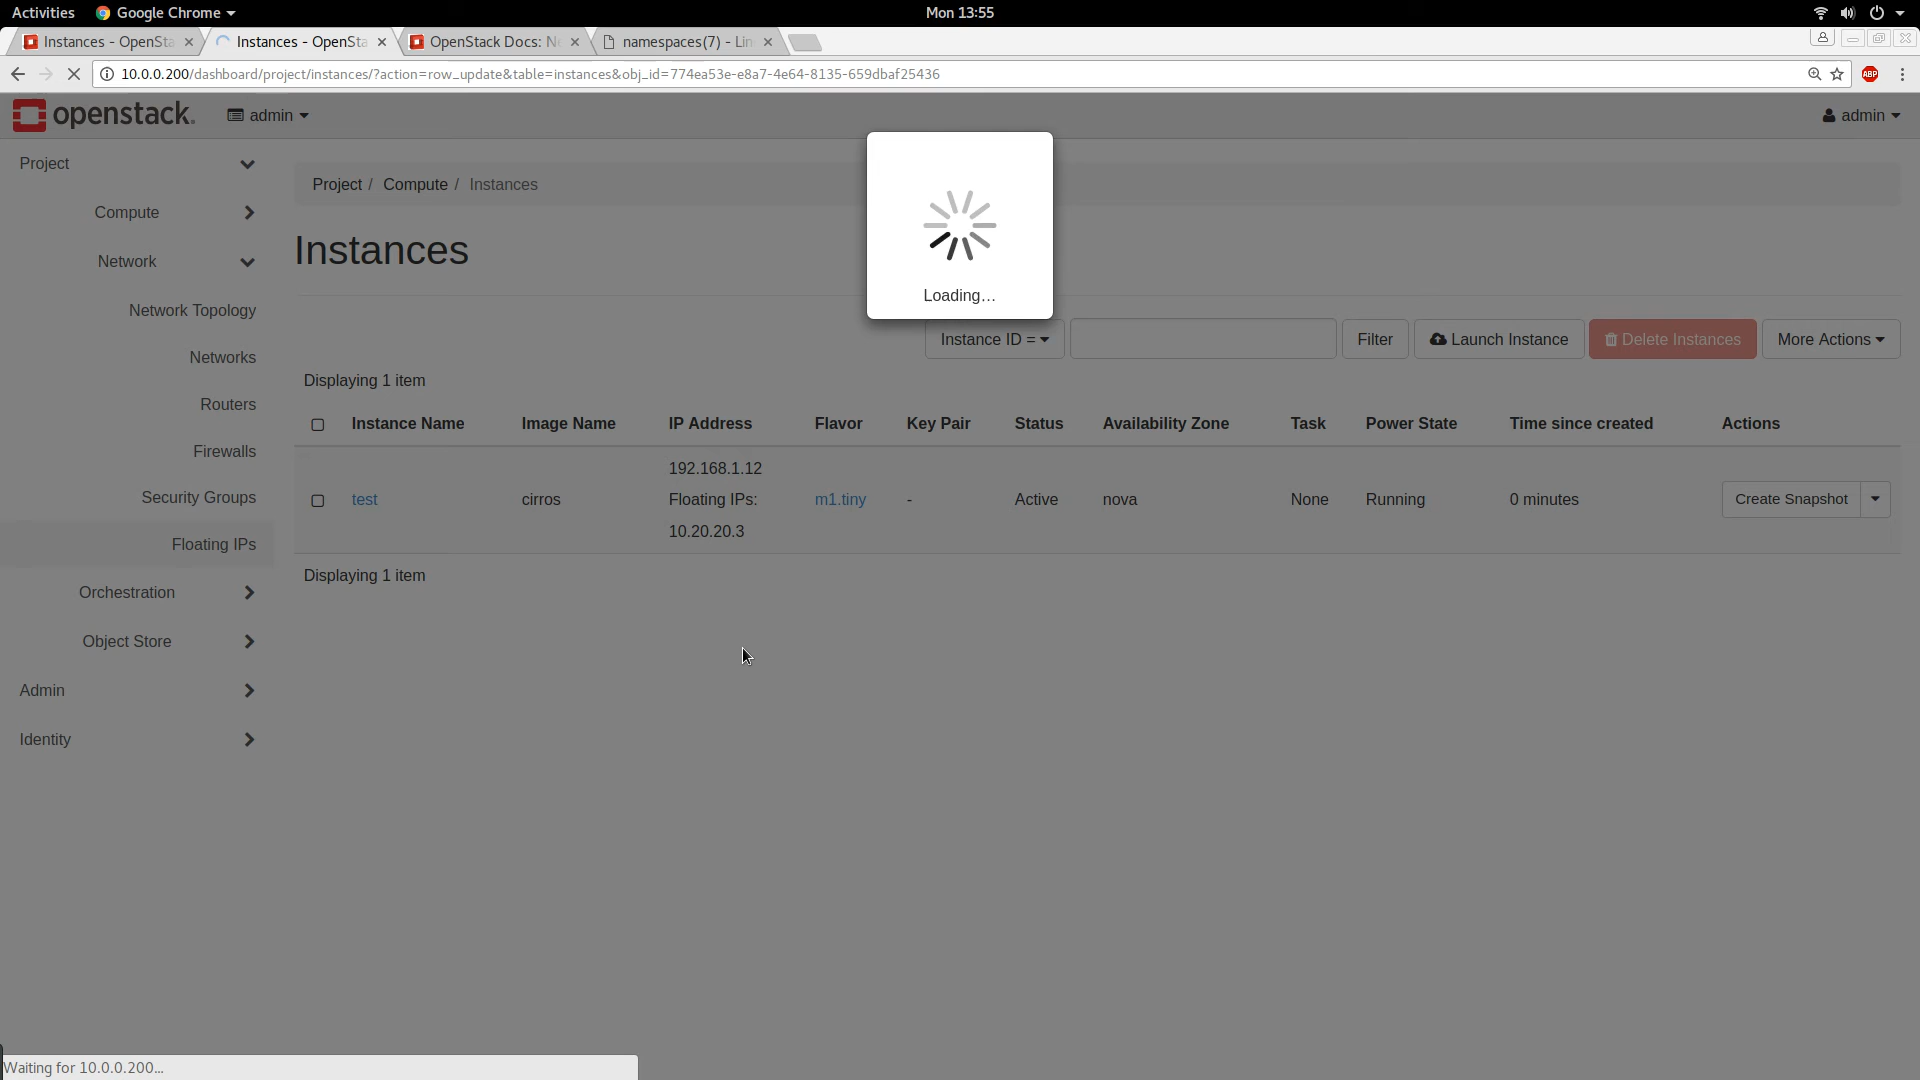 Activities Google Chrome Mon 13:55
Instances - OpenSta Instances - OpenSta OpenStack Docs: N namespaces(7) - Lin
10.0.0.200/dashboard/project/instances/?action=row_update&table=instances&obj_id=774ea53e-e8a7-4e64-8135-659dbaf25436 ABP
openstack. admin admin
Project
Project / Compute / Instances
Compute
Instances
Network
Loading…
Network Topology
Instance ID = Filter Launch Instance Delete Instances More Actions
Networks
Displaying 1 item
Routers
Instance Name Image Name IP Address Flavor Key Pair Status Availability Zone Task Power State Time since created Actions
Firewalls
192.168.1.12
Security Groups
test cirros Floating IPs: m1.tiny - Active nova None Running 0 minutes Create Snapshot
10.20.20.3
Floating IPs
Displaying 1 item
Orchestration
Object Store
Admin
Identity
Waiting for 10.0.0.200...